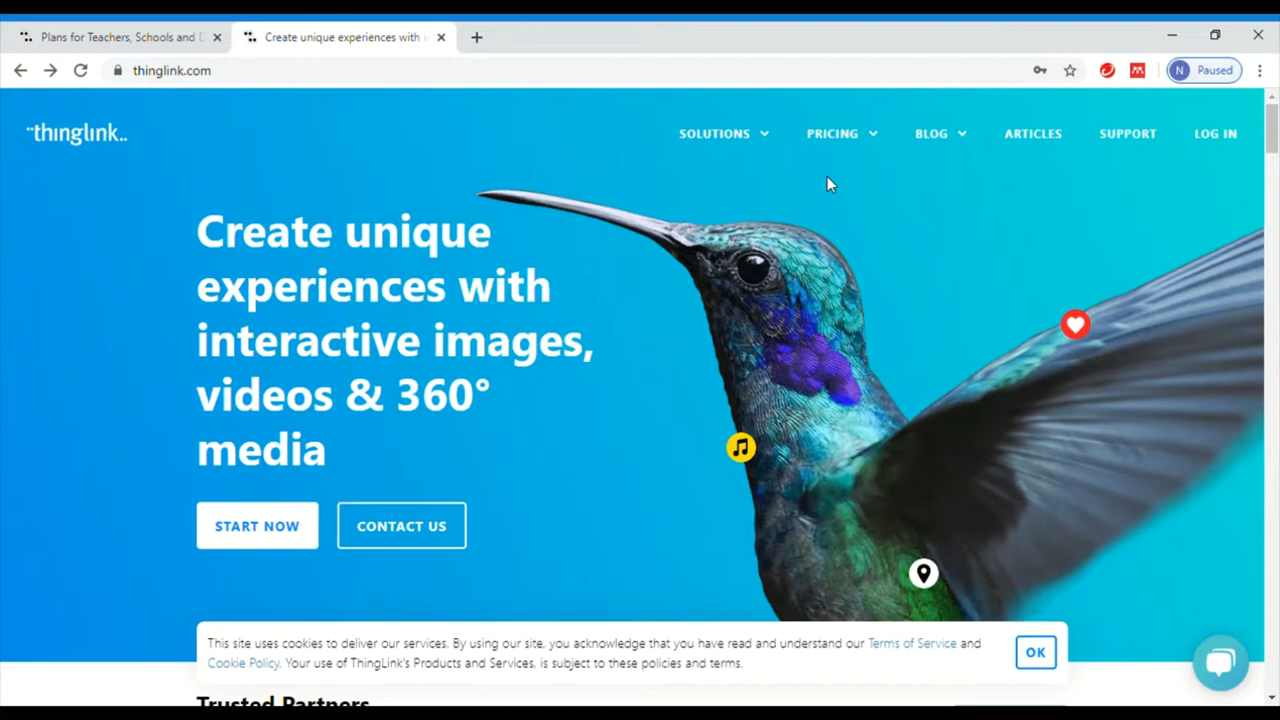 Plans for Teachers, Schools and D
Create unique experiences with i
thinglink.com
N Paused
thinglink..
SOLUTIONS PRICING BLOG ARTICLES SUPPORT LOG IN
Create unique
experiences with
interactive images,
videos & 360°
media
START NOW
CONTACT US
This site uses cookies to deliver our services. By using our site, you acknowledge that you have read and understand our Terms of Service and
Cookie Policy. Your use of ThingLink's Products and Services, is subject to these policies and terms.
OK
Trusted Partners